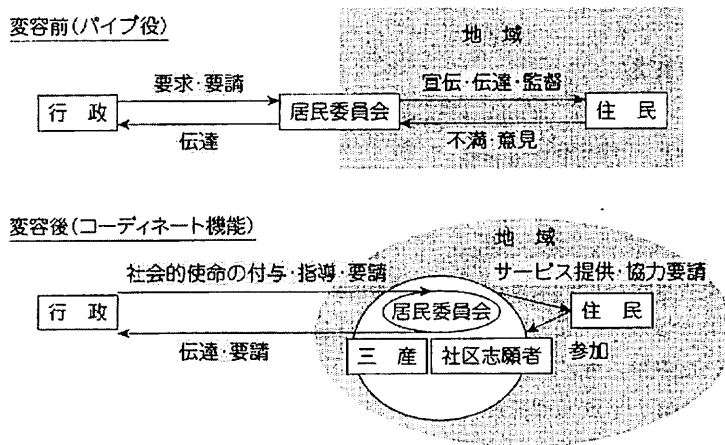 変容前(パイプ役)
地 域
要求·要請
宣伝·伝達·監督
行 政
居民委員会
住 民
伝達
不満·意見
変容後(コーディネート機能)
地 域
社会的使命の付与·指導·要請
サービス提供·協力要請
行 政
居民委員会
住 民
伝達·要請
三 産
社区志願者
参加